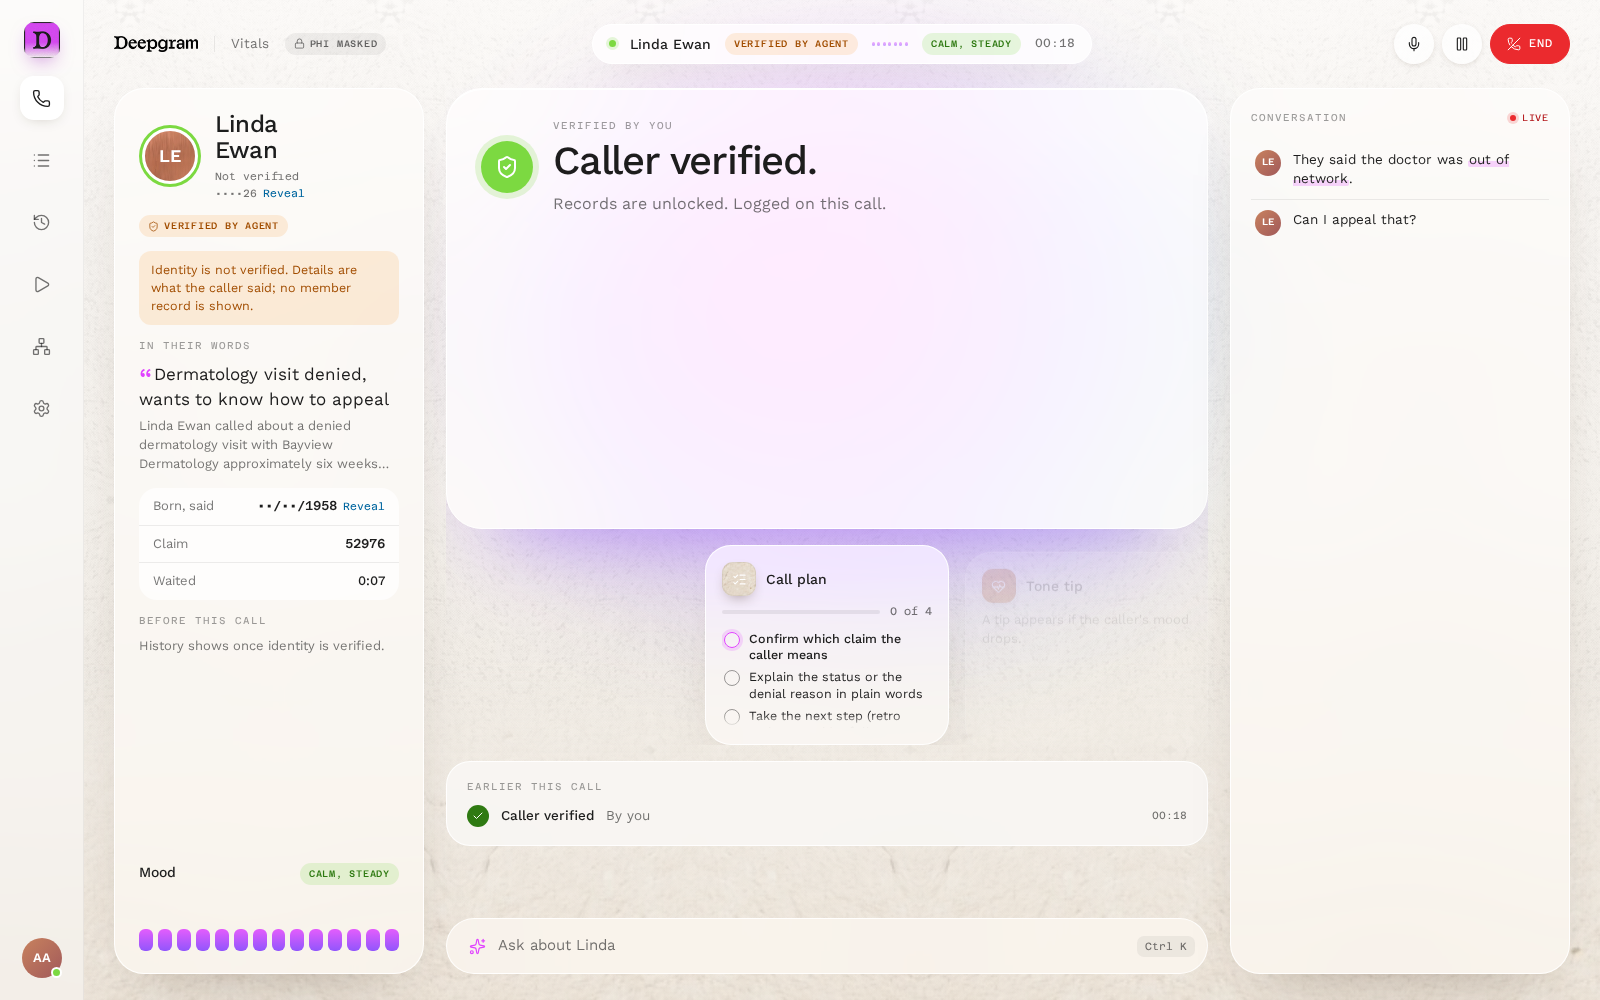 D
Deepgram
Vitals
PHI MASKED
Linda Ewan
VERIFIED BY AGENT
CALM, STEADY
00:18
END
LE
Linda
Ewan
Not verified
••••26 Reveal
VERIFIED BY AGENT
Identity is not verified. Details are
what the caller said; no member
record is shown.
IN THEIR WORDS
“Dermatology visit denied,
wants to know how to appeal
Linda Ewan called about a denied
dermatology visit with Bayview
Dermatology approximately six weeks...
Born, said ••/••/1958 Reveal
Claim 52976
Waited 0:07
BEFORE THIS CALL
History shows once identity is verified.
Mood CALM, STEADY
AA
VERIFIED BY YOU
Caller verified.
Records are unlocked. Logged on this call.
Call plan
0 of 4
Confirm which claim the
caller means
Explain the status or the
denial reason in plain words
Take the next step (retro
Tone tip
A tip appears if the caller's mood
drops.
EARLIER THIS CALL
Caller verified By you 00:18
Ask about Linda Ctrl K
CONVERSATION LIVE
LE They said the doctor was out of
network.
LE Can I appeal that?